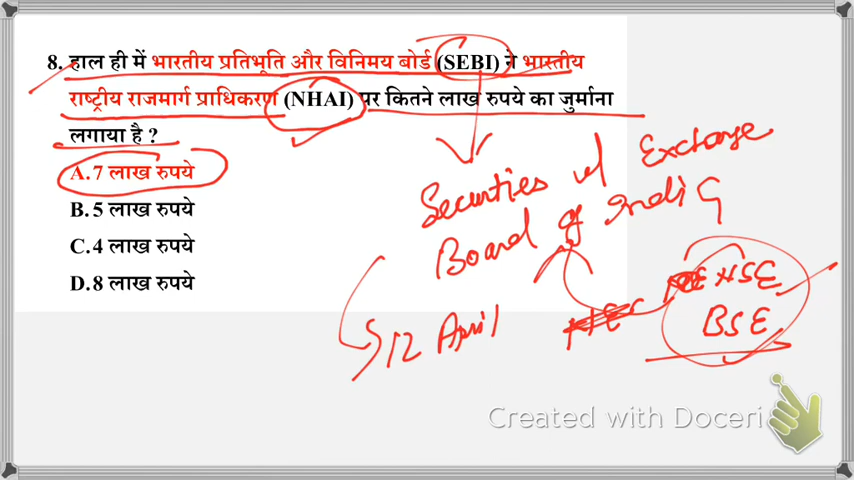 8. हाल ही में भारतीय प्रतिभूति और विनिमय बोर्ड (SEBI) ने भारतीय
राष्ट्रीय राजमार्ग प्राधिकरण (NHAI) पर कितने लाख रुपये का जुर्माना
लगाया है ?
A. 7 लाख रुपये
B. 5 लाख रुपये
C. 4 लाख रुपये
D. 8 लाख रुपये
Securities Exchange
Board of India
12 April
NSE
BSE
Created with Doceri